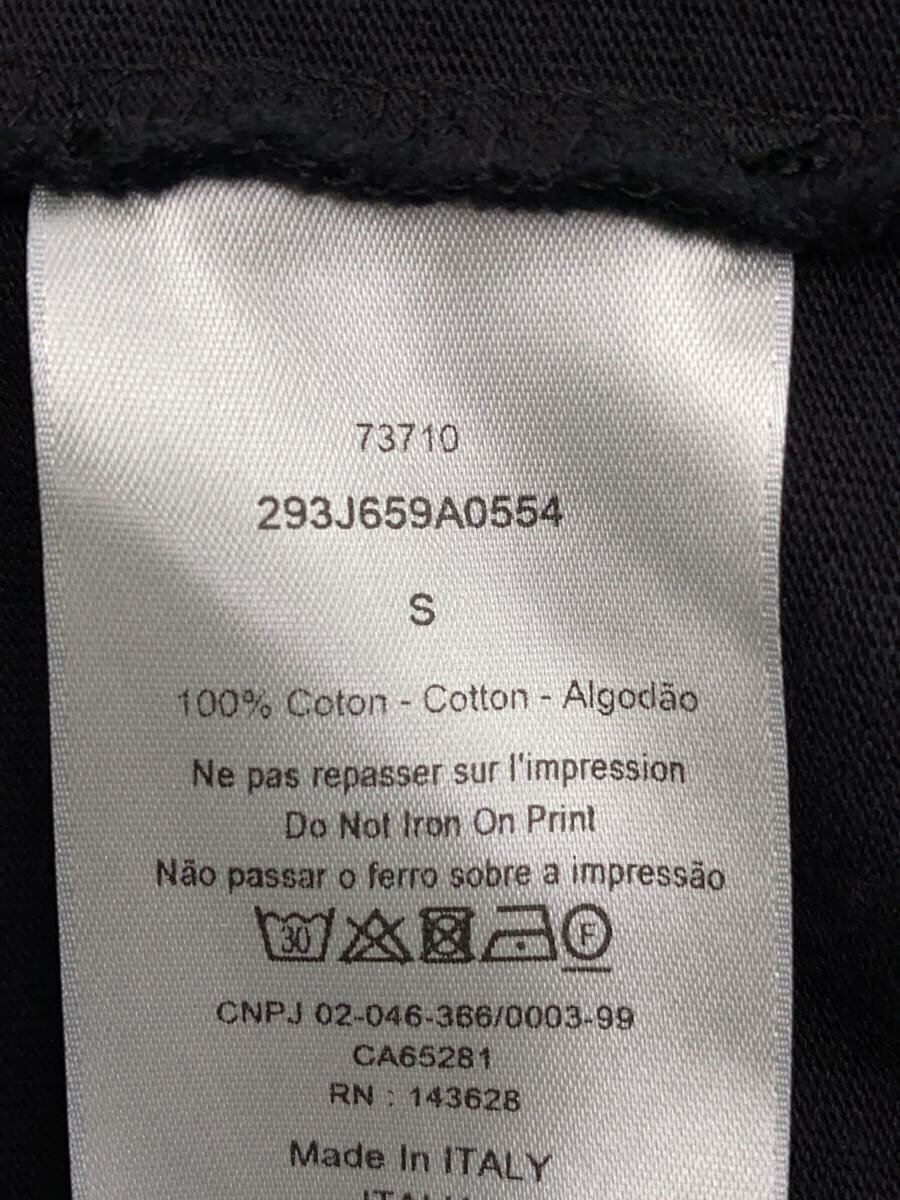 73710
293J659A0554
S
100% Coton - Cotton - Algodão
Ne pas repasser sur l'impression
Do Not Iron On Print
Não passar o ferro sobre a impressão
30 F
CNPJ 02-046-366/0003-99
CA65281
RN : 143628
Made In ITALY